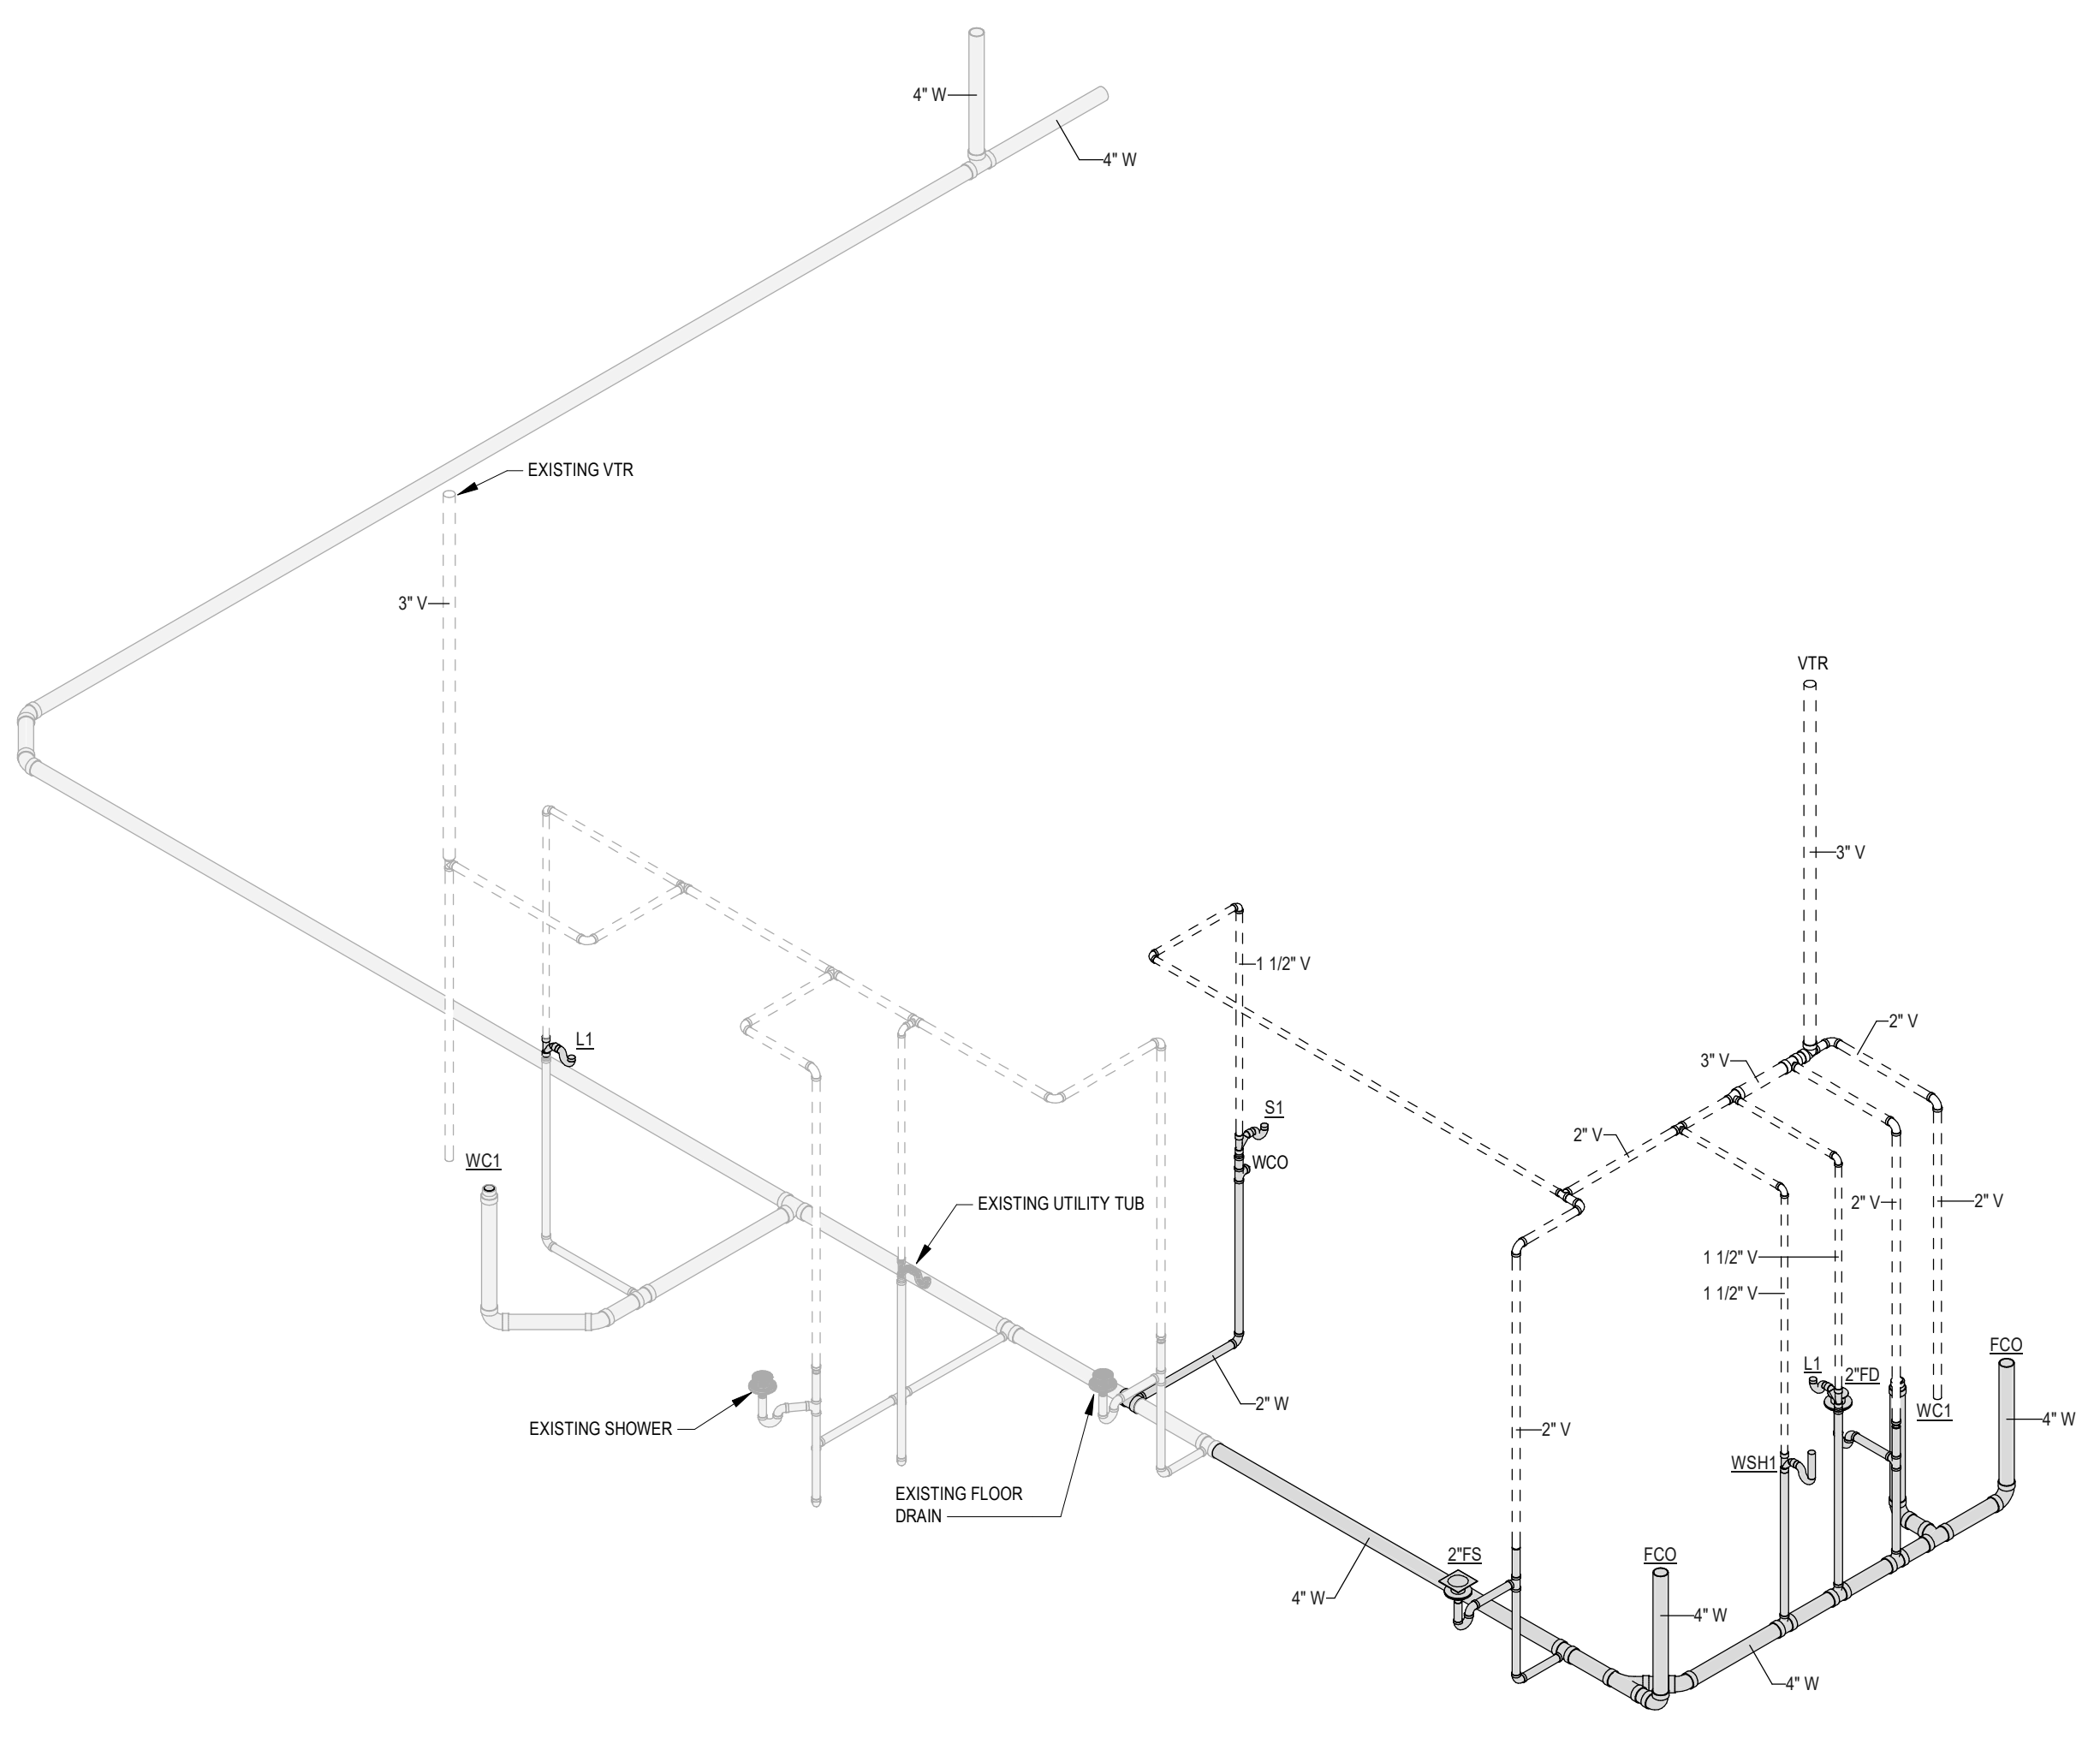 4" W
4" W
EXISTING VTR
3" V
VTR
3" V
1 1/2" V
2" V
L1
3" V
S1
2" V
WC1
WCO
EXISTING UTILITY TUB
2" V
2" V
1 1/2" V
1 1/2" V
FCO
L1
2"FD
2" W
WC1
4" W
EXISTING SHOWER
2" V
WSH1
EXISTING FLOOR
DRAIN
2"FS
FCO
4" W
4" W
4" W